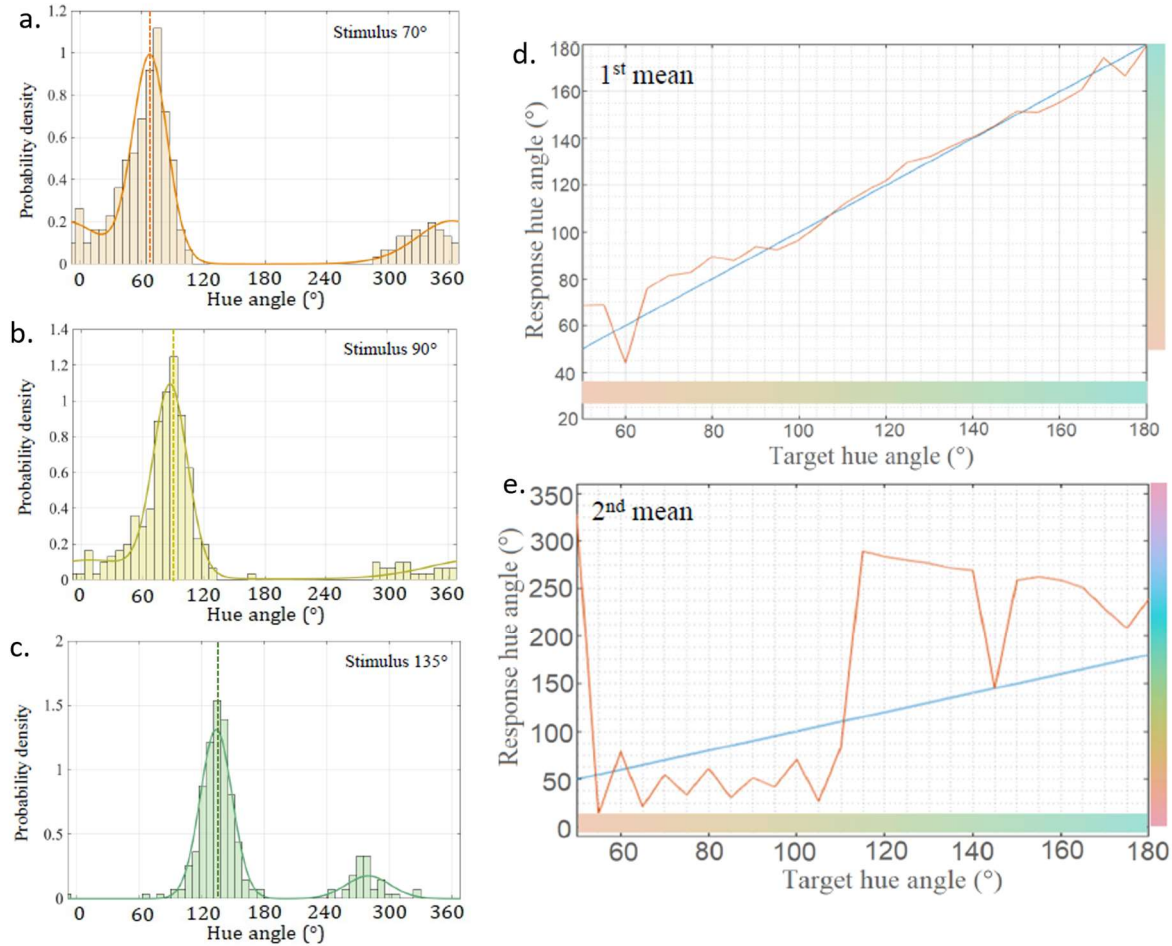 a.
1.2
1
0.8
0.6
0.4
0.2
0
Probability density
Stimulus 70°
0 60 120 180 240 300 360
Hue angle (°)
b.
1.4
1.2
1
0.8
0.6
0.4
0.2
0
Probability density
Stimulus 90°
0 60 120 180 240 300 360
Hue angle (°)
c.
2
1.5
1
0.5
0
Probability density
Stimulus 135°
0 60 120 180 240 300 360
Hue angle (°)
d.
180
160
140
120
100
80
60
40
20
Response hue angle (°)
1st mean
60 80 100 120 140 160 180
Target hue angle (°)
e.
350
300
250
200
150
100
50
0
Response hue angle (°)
2nd mean
60 80 100 120 140 160 180
Target hue angle (°)